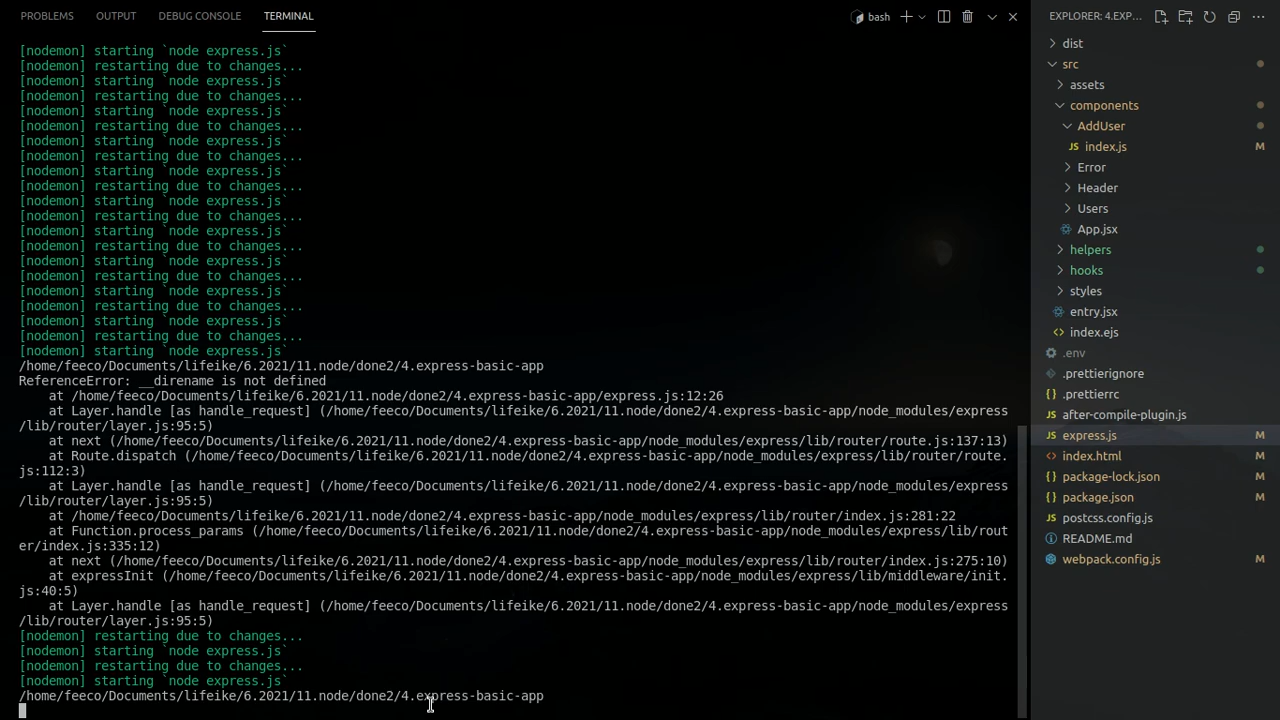 PROBLEMS OUTPUT DEBUG CONSOLE TERMINAL bash
[nodemon] starting `node express.js`
[nodemon] restarting due to changes...
[nodemon] starting `node express.js`
[nodemon] restarting due to changes...
[nodemon] starting `node express.js`
[nodemon] restarting due to changes...
[nodemon] starting `node express.js`
[nodemon] restarting due to changes...
[nodemon] starting `node express.js`
[nodemon] restarting due to changes...
[nodemon] starting `node express.js`
[nodemon] restarting due to changes...
[nodemon] starting `node express.js`
[nodemon] restarting due to changes...
[nodemon] starting `node express.js`
[nodemon] restarting due to changes...
[nodemon] starting `node express.js`
[nodemon] restarting due to changes...
[nodemon] starting `node express.js`
[nodemon] restarting due to changes...
[nodemon] starting `node express.js`
/home/feeco/Documents/lifeike/6.2021/11.node/done2/4.express-basic-app
ReferenceError: __direname is not defined
at /home/feeco/Documents/lifeike/6.2021/11.node/done2/4.express-basic-app/express.js:12:26
at Layer.handle [as handle_request] (/home/feeco/Documents/lifeike/6.2021/11.node/done2/4.express-basic-app/node_modules/express
/lib/router/layer.js:95:5)
at next (/home/feeco/Documents/lifeike/6.2021/11.node/done2/4.express-basic-app/node_modules/express/lib/router/route.js:137:13)
at Route.dispatch (/home/feeco/Documents/lifeike/6.2021/11.node/done2/4.express-basic-app/node_modules/express/lib/router/route.
js:112:3)
at Layer.handle [as handle_request] (/home/feeco/Documents/lifeike/6.2021/11.node/done2/4.express-basic-app/node_modules/express
/lib/router/layer.js:95:5)
at /home/feeco/Documents/lifeike/6.2021/11.node/done2/4.express-basic-app/node_modules/express/lib/router/index.js:281:22
at Function.process_params (/home/feeco/Documents/lifeike/6.2021/11.node/done2/4.express-basic-app/node_modules/express/lib/rout
er/index.js:335:12)
at next (/home/feeco/Documents/lifeike/6.2021/11.node/done2/4.express-basic-app/node_modules/express/lib/router/index.js:275:10)
at expressInit (/home/feeco/Documents/lifeike/6.2021/11.node/done2/4.express-basic-app/node_modules/express/lib/middleware/init.
js:40:5)
at Layer.handle [as handle_request] (/home/feeco/Documents/lifeike/6.2021/11.node/done2/4.express-basic-app/node_modules/express
/lib/router/layer.js:95:5)
[nodemon] restarting due to changes...
[nodemon] starting `node express.js`
[nodemon] restarting due to changes...
[nodemon] starting `node express.js`
/home/feeco/Documents/lifeike/6.2021/11.node/done2/4.express-basic-app
EXPLORER: 4.EXP...
dist
src
assets
components
AddUser
JS index.js M
Error
Header
Users
App.jsx
helpers
hooks
styles
entry.jsx
index.ejs
.env
.prettierignore
{} .prettierrc
JS after-compile-plugin.js
JS express.js M
index.html M
{} package-lock.json M
{} package.json M
JS postcss.config.js
README.md
webpack.config.js M